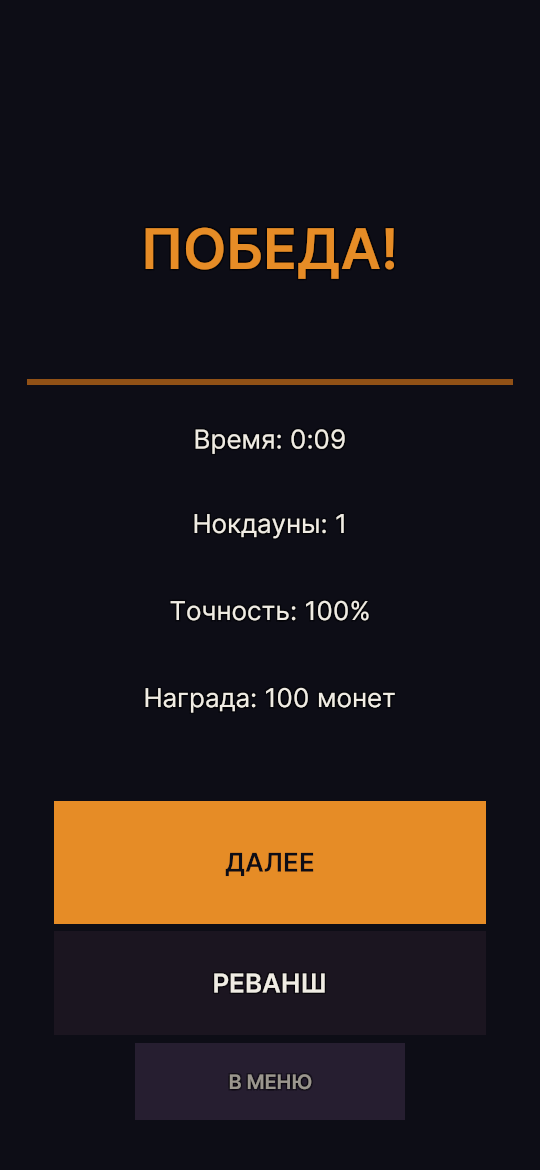 ПОБЕДА!
Время: 0:09
Нокдауны: 1
Точность: 100%
Награда: 100 монет
ДАЛЕЕ
РЕВАНШ
В МЕНЮ